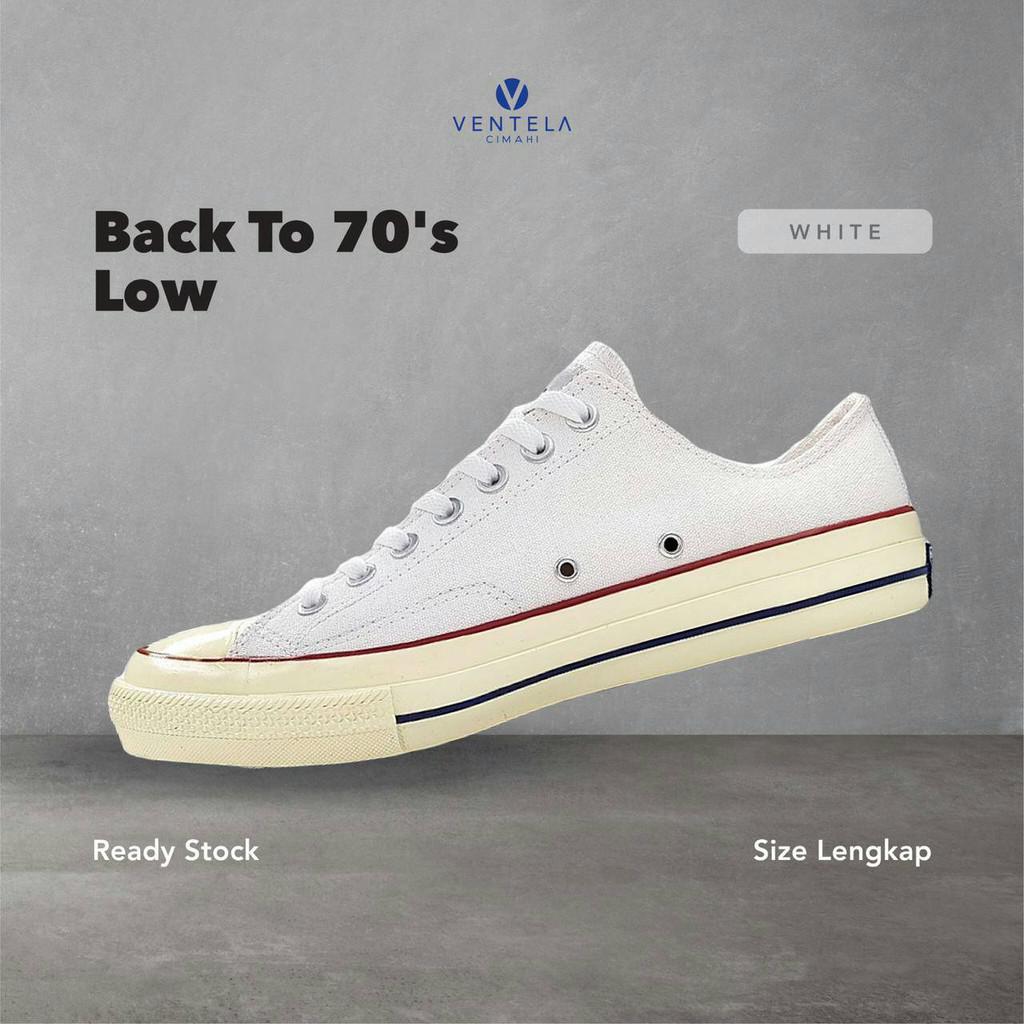 VENTELA
CIMAHI
Back To 70's
Low
WHITE
Ready Stock
Size Lengkap